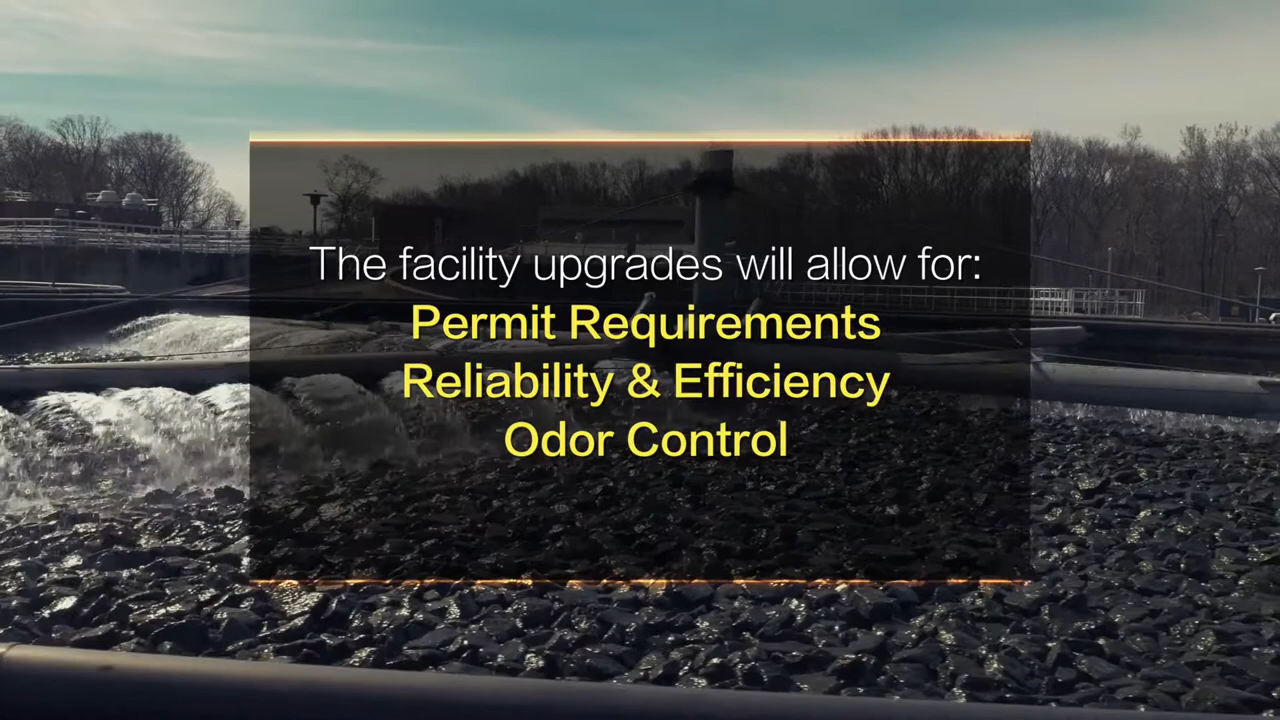 The facility upgrades will allow for:
Permit Requirements
Reliability & Efficiency
Odor Control